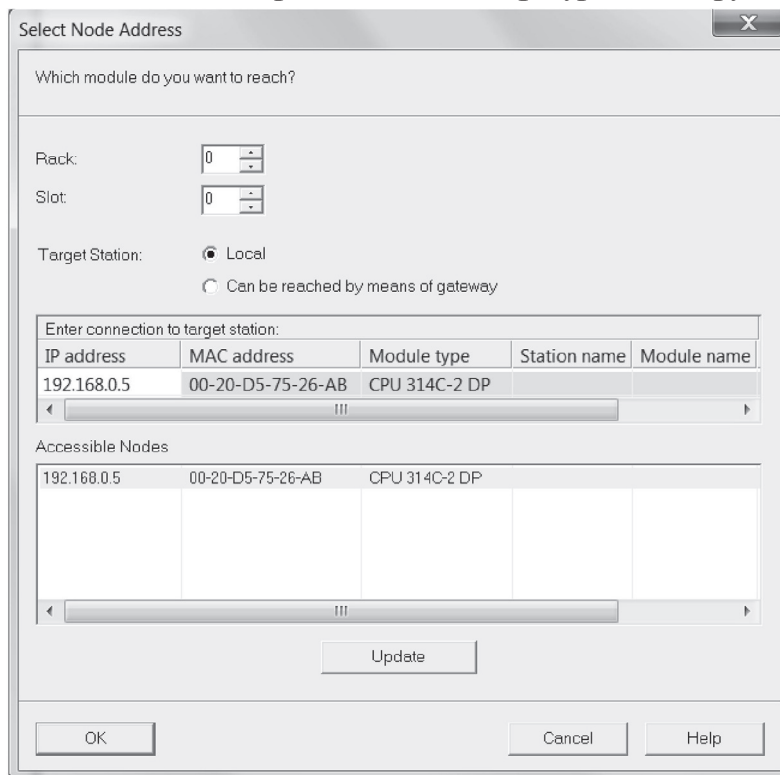 Select Node Address
X
Which module do you want to reach?
Rack: 0
Slot: 0
Target Station: Local
Can be reached by means of gateway
Enter connection to target station:
IP address MAC address Module type Station name Module name
192.168.0.5 00-20-D5-75-26-AB CPU 314C-2 DP
Accessible Nodes
192.168.0.5 00-20-D5-75-26-AB CPU 314C-2 DP
Update
OK Cancel Help